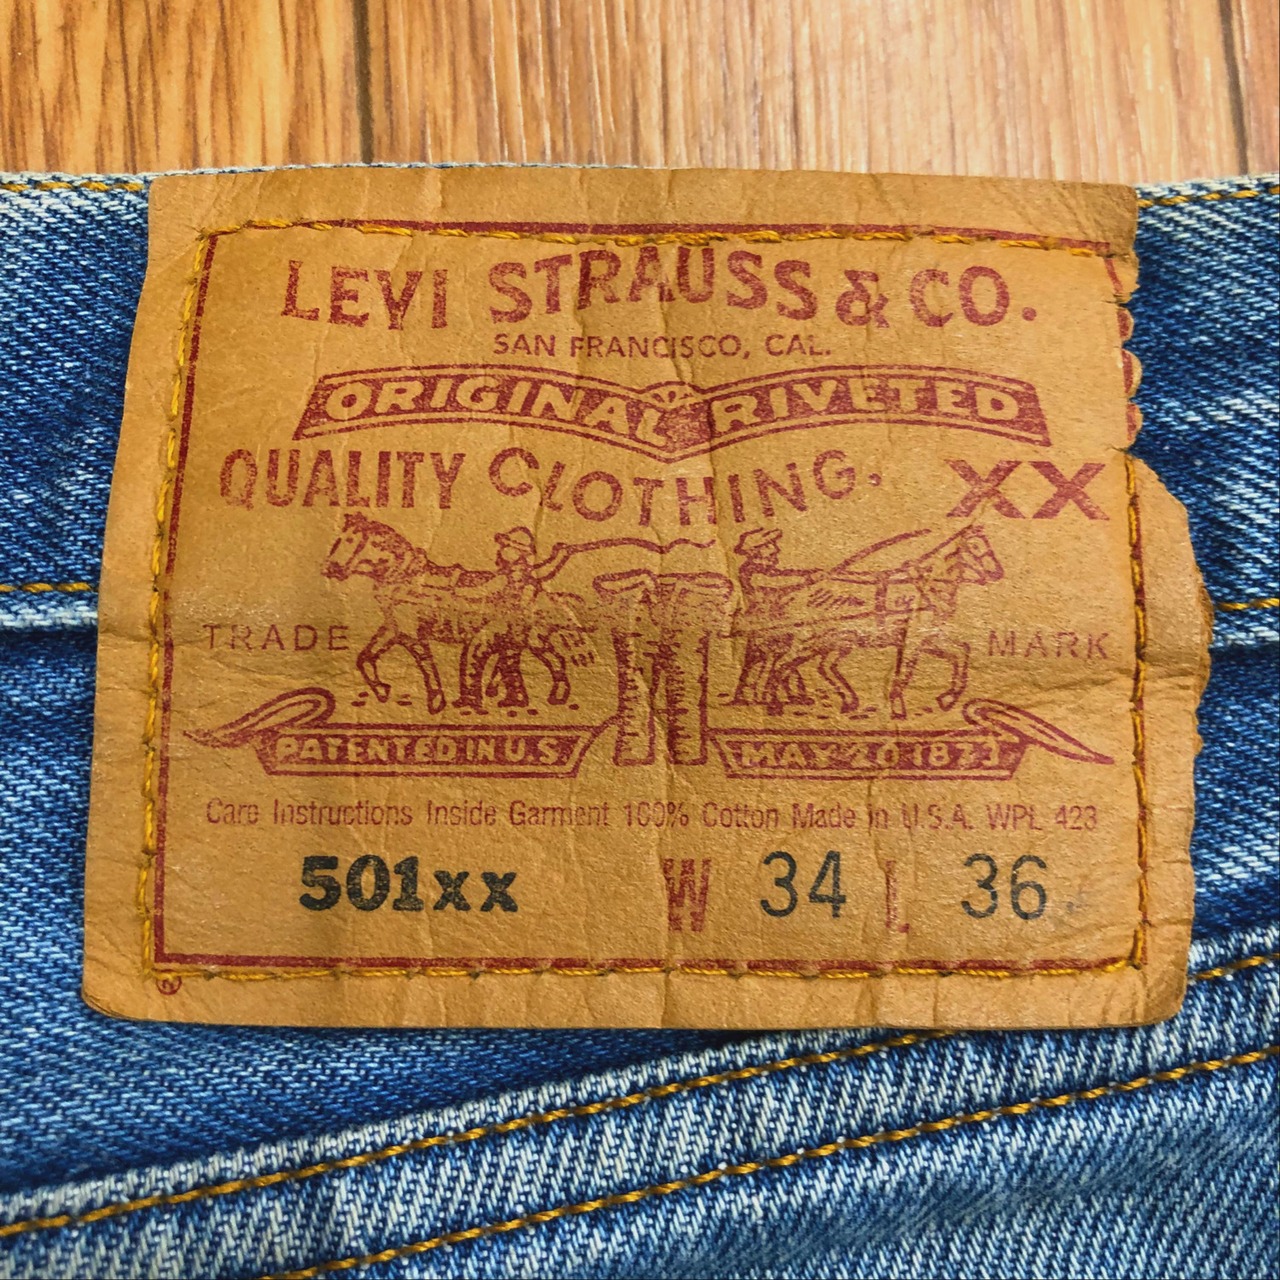 LEVI STRAUSS & CO.
SAN FRANCISCO, CAL.
ORIGINAL RIVETED
QUALITY CLOTHING. XX
TRADE MARK
PATENTED IN U.S. MAY 20 1873
Care Instructions Inside Garment 100% Cotton Made in U.S.A. WPL 423
501xx W 34 L 36
®